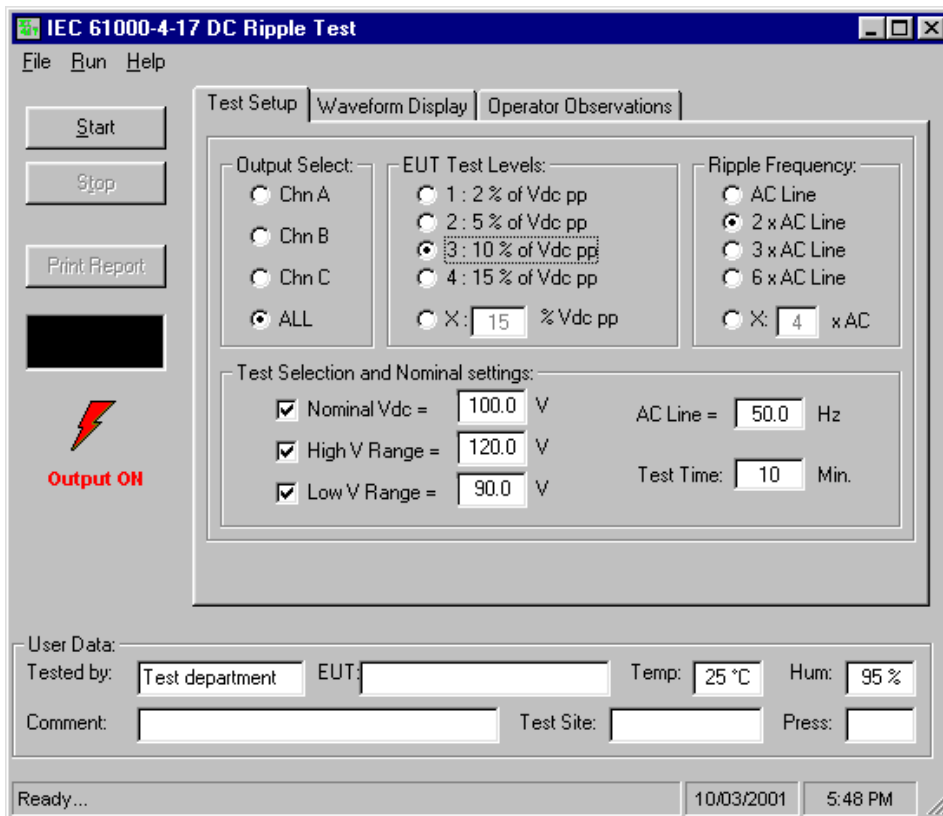 IEC 61000-4-17 DC Ripple Test
File Run Help
Test Setup Waveform Display Operator Observations
Start
Stop
Print Report
Output ON
Output Select:
Chn A
Chn B
Chn C
ALL
EUT Test Levels:
1 : 2 % of Vdc pp
2 : 5 % of Vdc pp
3 : 10 % of Vdc pp
4 : 15 % of Vdc pp
X : 15 % Vdc pp
Ripple Frequency:
AC Line
2 x AC Line
3 x AC Line
6 x AC Line
X: 4 x AC
Test Selection and Nominal settings:
Nominal Vdc = 100.0 V
High V Range = 120.0 V
Low V Range = 90.0 V
AC Line = 50.0 Hz
Test Time: 10 Min.
User Data:
Tested by: Test department EUT: Temp: 25 °C Hum: 95 %
Comment: Test Site: Press:
Ready... 10/03/2001 5:48 PM